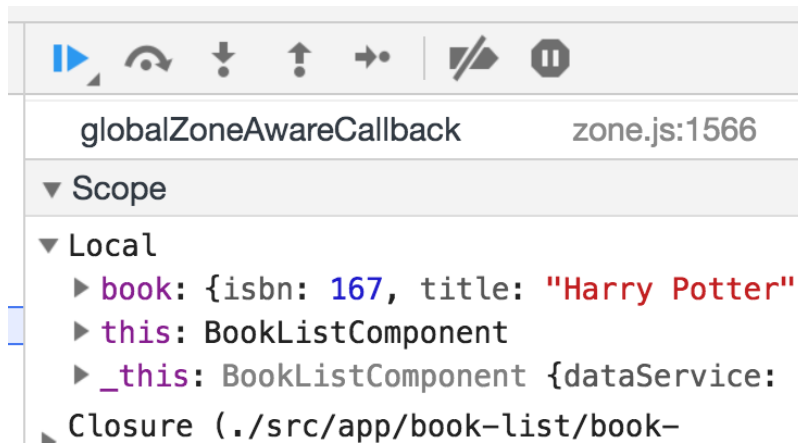 globalZoneAwareCallback zone.js:1566
Scope
Local
book: {isbn: 167, title: "Harry Potter"
this: BookListComponent
_this: BookListComponent {dataService:
Closure (./src/app/book-list/book-